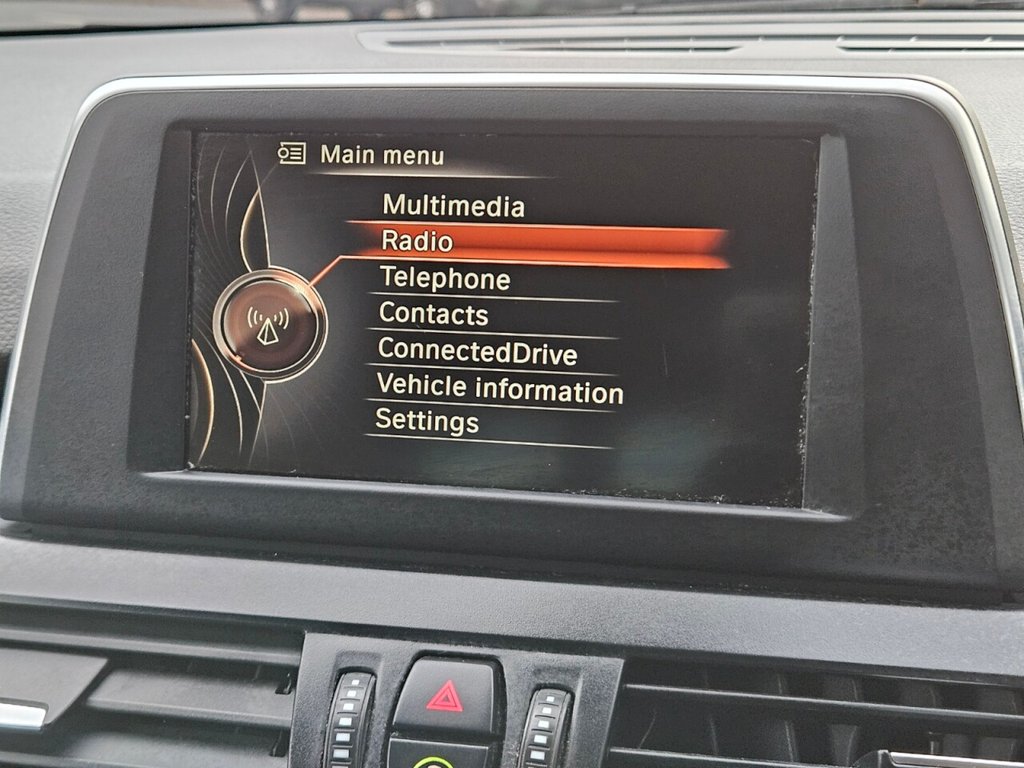 Main menu
Multimedia
Radio
Telephone
Contacts
ConnectedDrive
Vehicle information
Settings